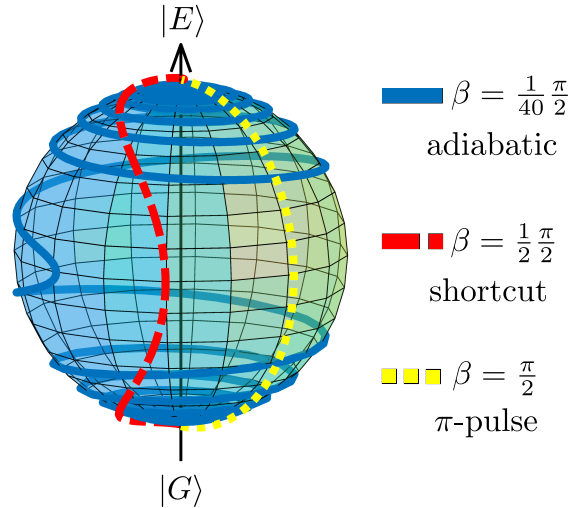 |E⟩
β = 1/40 π/2
adiabatic
β = 1/2 π/2
shortcut
β = π/2
π-pulse
|G⟩